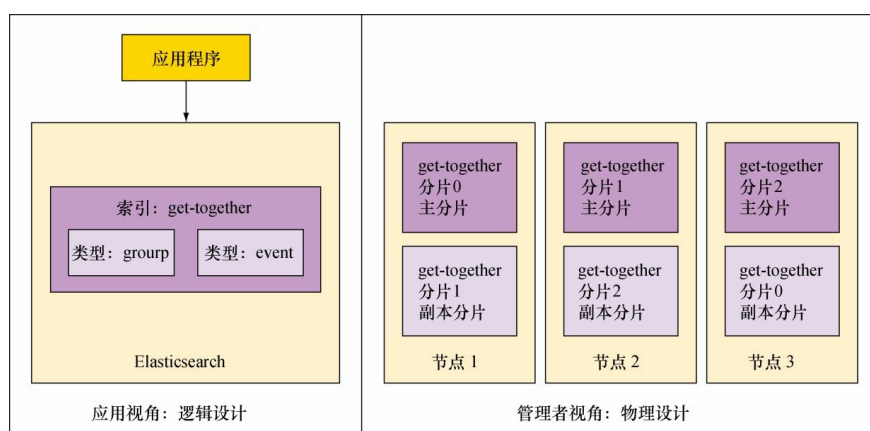 应用程序
索引：get-together
类型：grourp
类型：event
Elasticsearch
应用视角：逻辑设计
get-together
分片0
主分片
get-together
分片1
副本分片
节点 1
get-together
分片1
主分片
get-together
分片2
副本分片
节点 2
get-together
分片2
主分片
get-together
分片0
副本分片
节点 3
管理者视角：物理设计